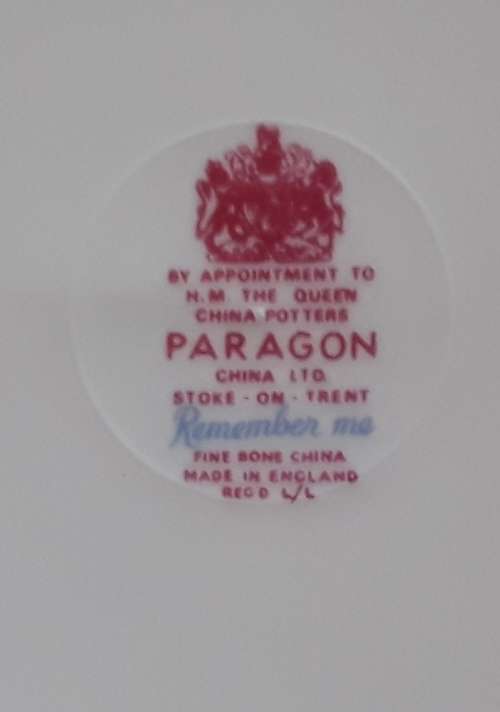 BY APPOINTMENT TO
H.M. THE QUEEN
CHINA POTTERS
PARAGON
CHINA LTD.
STOKE - ON - TRENT
Remember me
FINE BONE CHINA
MADE IN ENGLAND
REG'D L/L